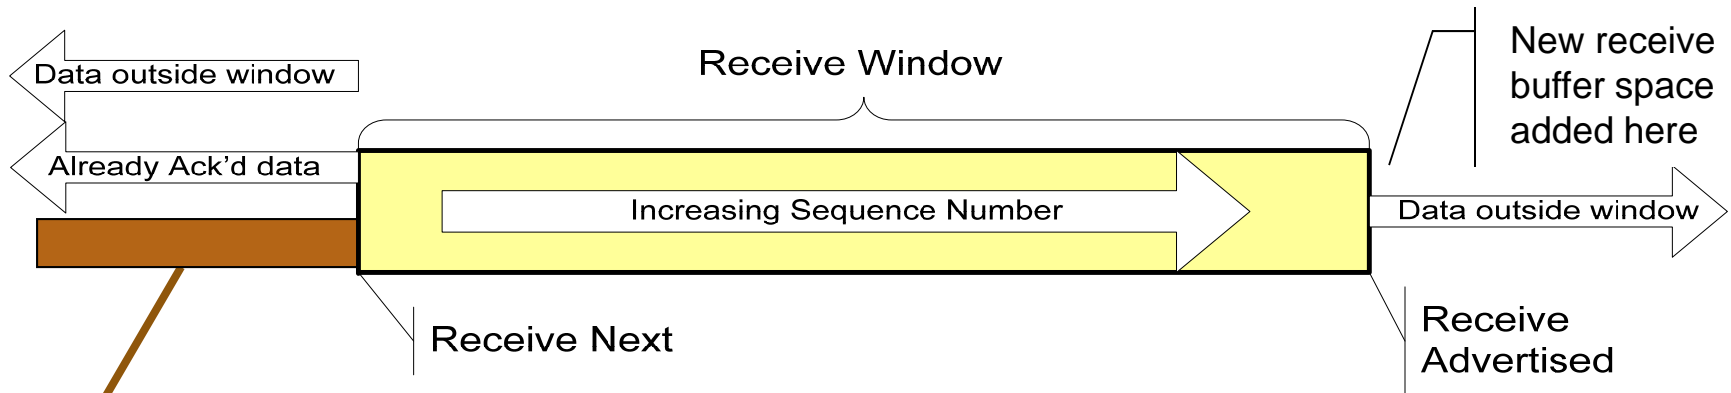 Data outside window
Receive Window
New receive
buffer space
added here
Already Ack’d data
Increasing Sequence Number
Data outside window
Receive Next
Receive
Advertised